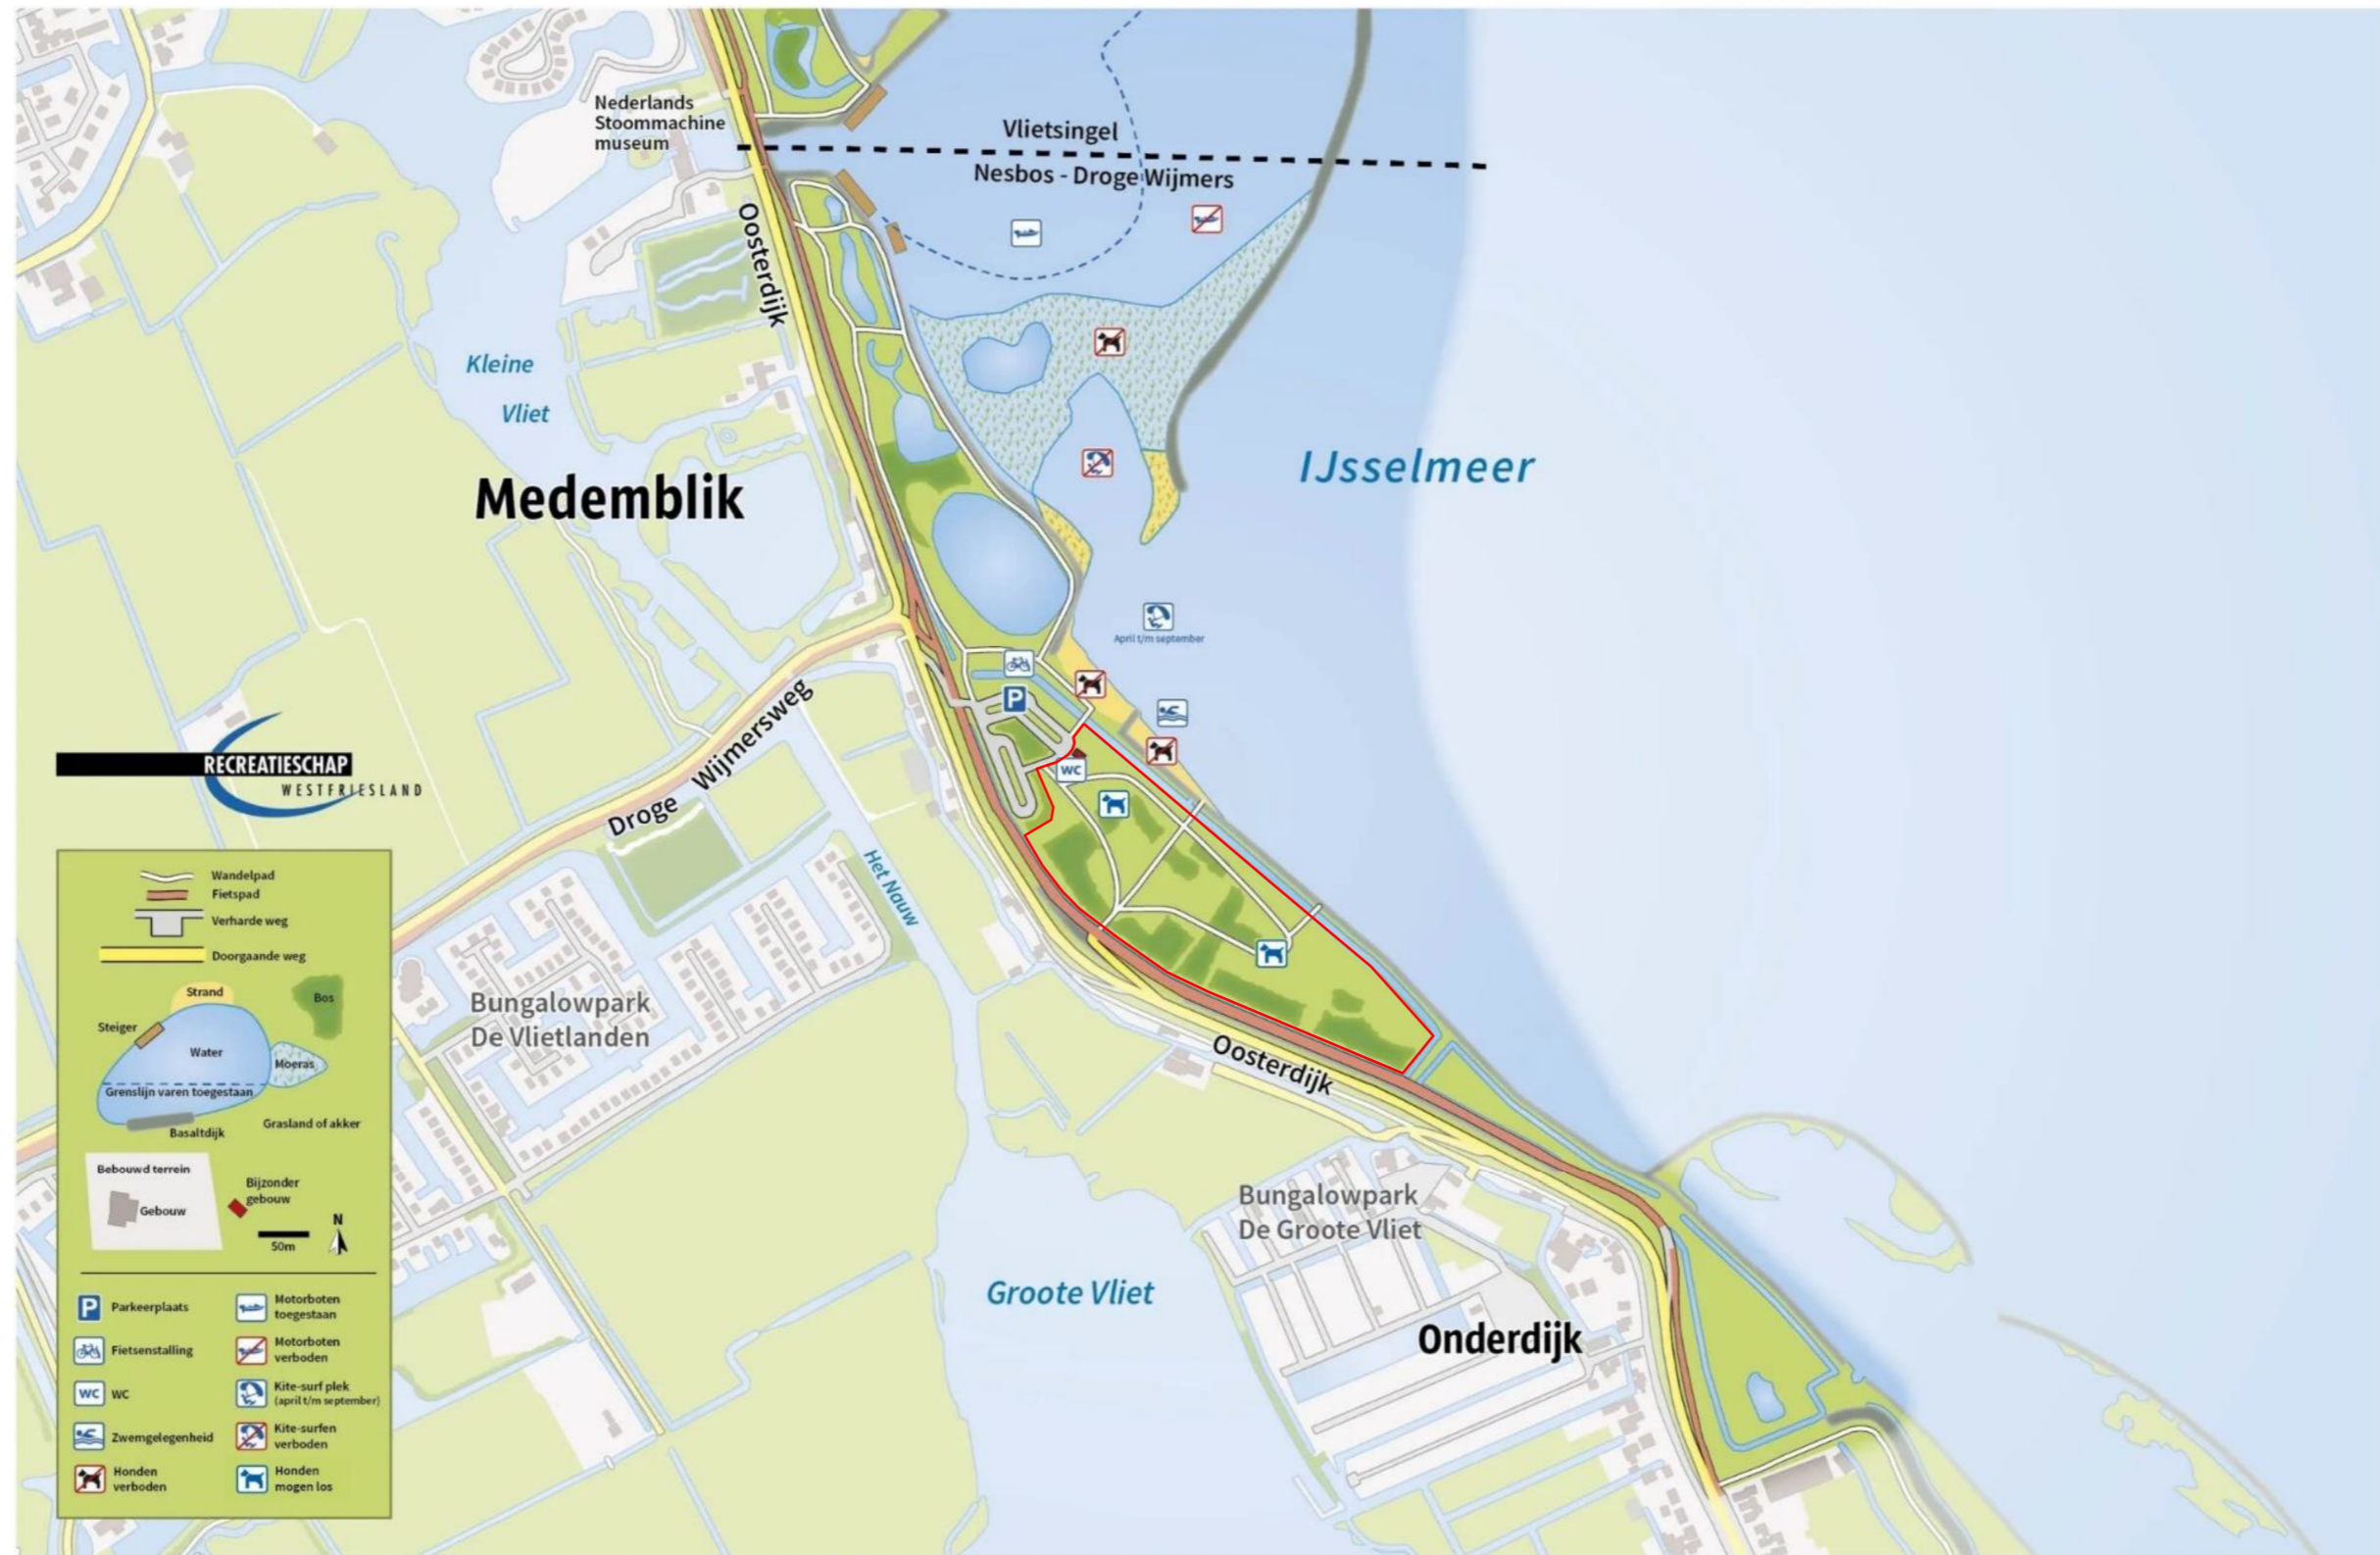 Nederlands
Stoommachine
museum
Vlietsingel
Nesbos - Droge Wijmers
Oosterdijk
Kleine
Vliet
Medemblik
IJsselmeer
April t/m september
P
WC
Droge Wijmersweg
RECREATIESCHAP
WESTFRIESLAND
Het Nauw
Bungalowpark
De Vlietlanden
Oosterdijk
Bungalowpark
De Groote Vliet
Groote Vliet
Onderdijk
Wandelpad
Fietspad
Verharde weg
Doorgaande weg
Strand
Bos
Steiger
Water
Moeras
Grenslijn varen toegestaan
Basaltdijk
Grasland of akker
Bebouwd terrein
Gebouw
Bijzonder
gebouw
N
50m
P Parkeerplaats
Fietsenstalling
WC WC
Zwemgelegenheid
Honden
verboden
Motorboten
toegestaan
Motorboten
verboden
Kite-surf plek
(april t/m september)
Kite-surfen
verboden
Honden
mogen los